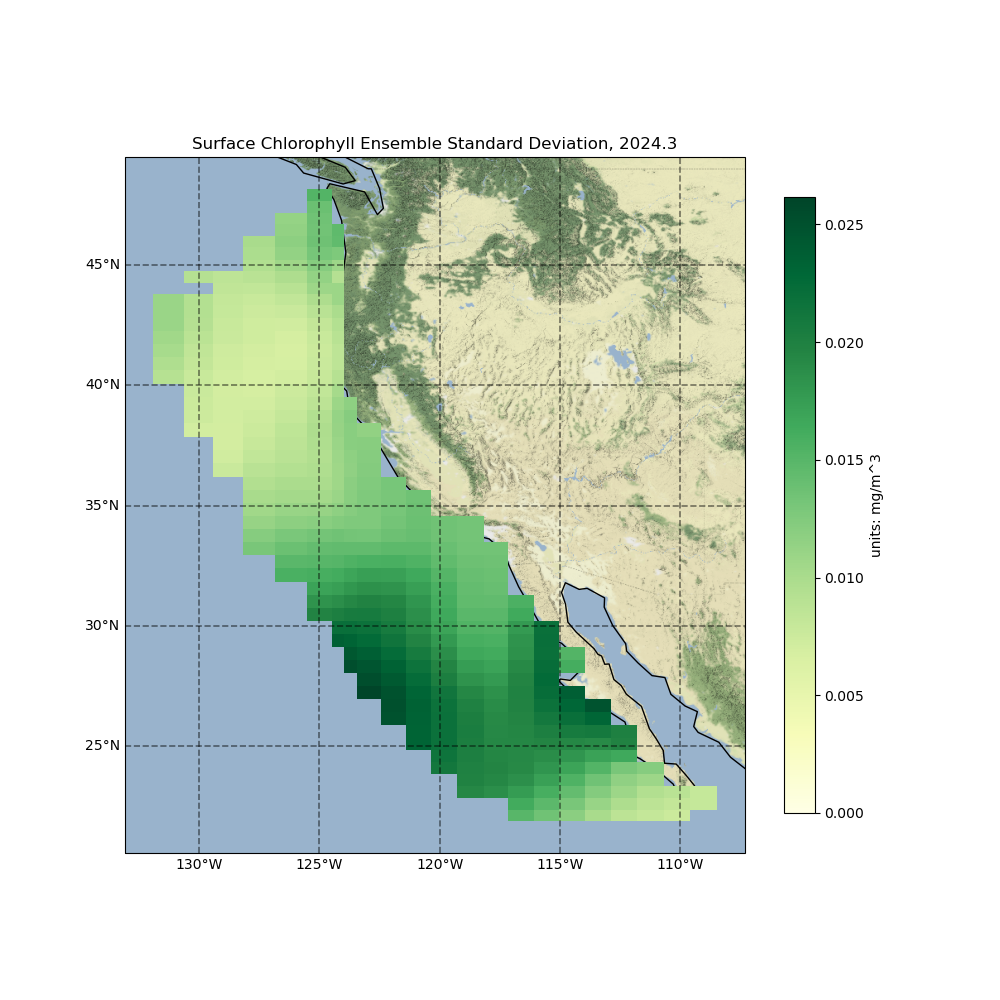 Surface Chlorophyll Ensemble Standard Deviation, 2024.3
45°N
40°N
35°N
30°N
25°N
130°W
125°W
120°W
115°W
110°W
0.025
0.020
0.015
0.010
0.005
0.000
units: mg/m^3